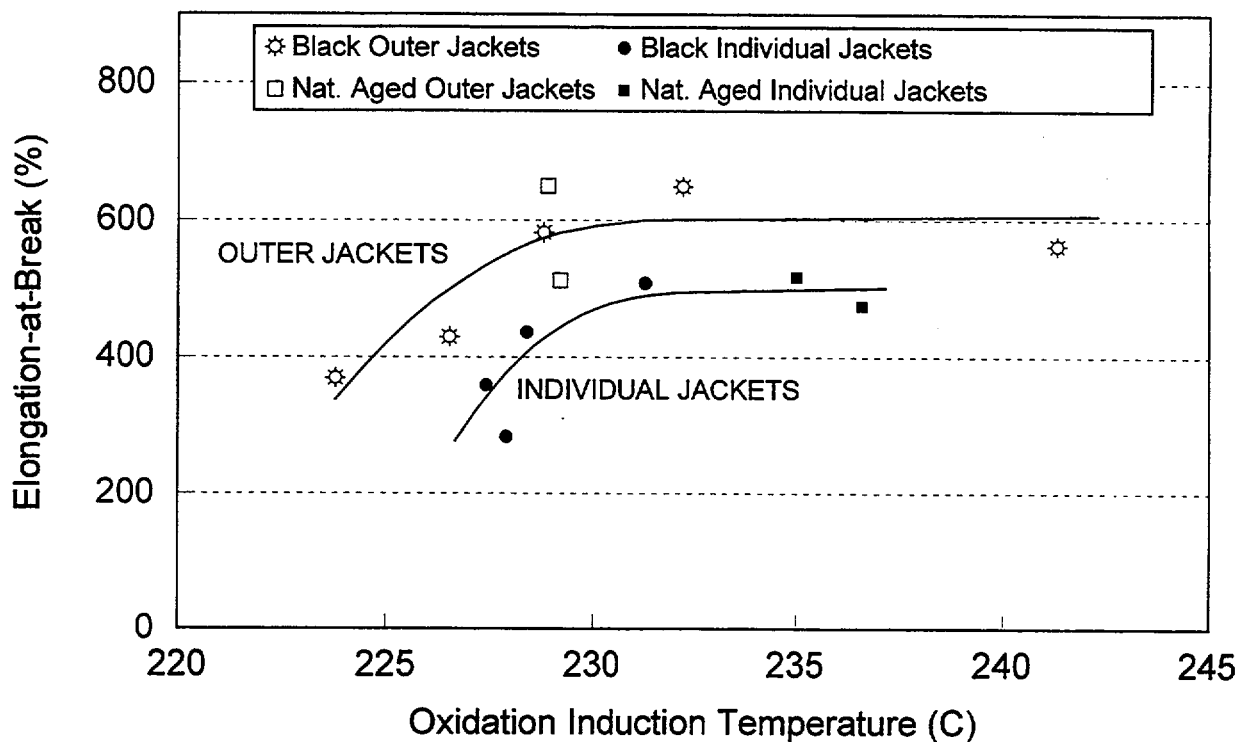 Black Outer Jackets Black Individual Jackets
Nat. Aged Outer Jackets Nat. Aged Individual Jackets
800
600
400
200
0
OUTER JACKETS
INDIVIDUAL JACKETS
220 225 230 235 240 245
Oxidation Induction Temperature (C)
Elongation-at-Break (%)